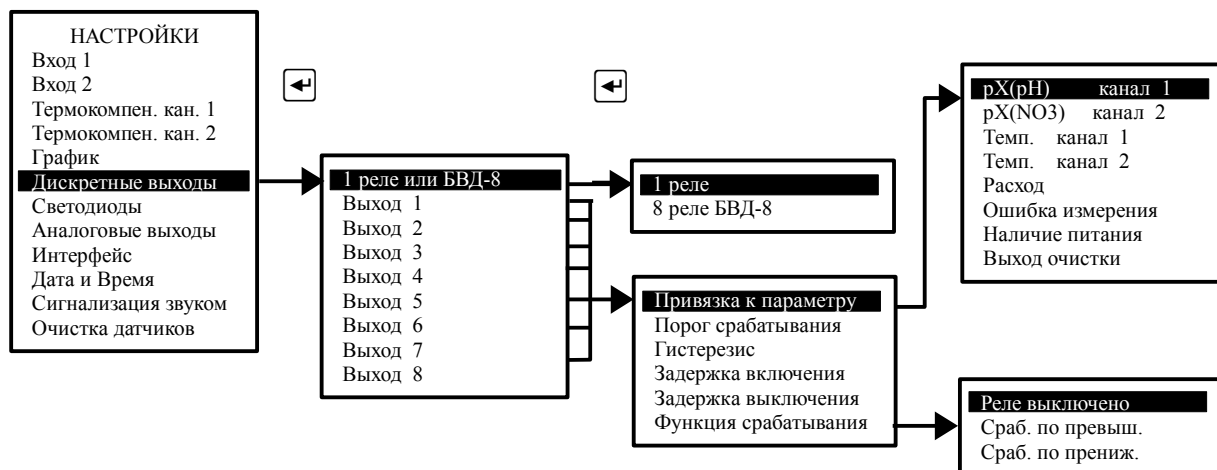 НАСТРОЙКИ
Вход 1
Вход 2
Термокомпен. кан. 1
Термокомпен. кан. 2
График
Дискретные выходы
Светодиоды
Аналоговые выходы
Интерфейс
Дата и Время
Сигнализация звуком
Очистка датчиков
1 реле или БВД-8
Выход 1
Выход 2
Выход 3
Выход 4
Выход 5
Выход 6
Выход 7
Выход 8
1 реле
8 реле БВД-8
Привязка к параметру
Порог срабатывания
Гистерезис
Задержка включения
Задержка выключения
Функция срабатывания
pX(pH) канал 1
pX(NO3) канал 2
Темп. канал 1
Темп. канал 2
Расход
Ошибка измерения
Наличие питания
Выход очистки
Реле выключено
Сраб. по превыш.
Сраб. по прениж.